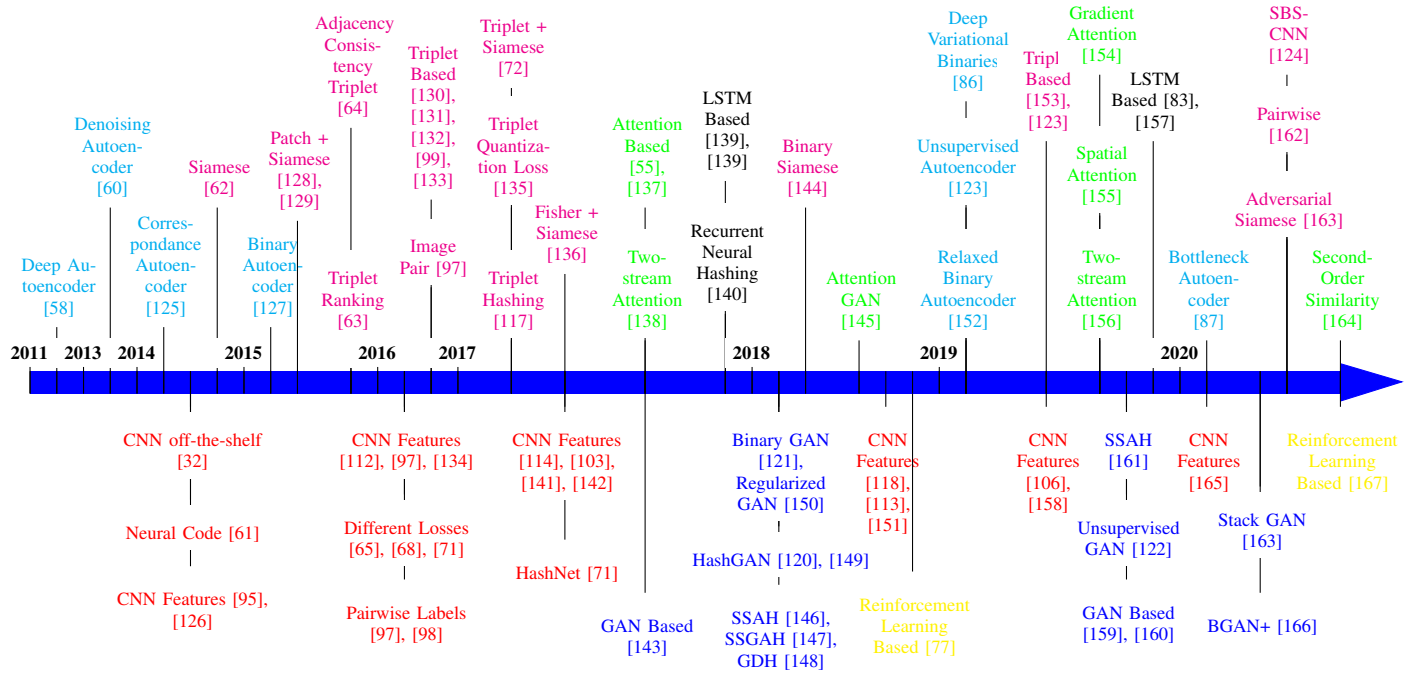 Deep Au-
toencoder
[58]
Denoising
Autoen-
coder
[60]
Corres-
pondance
Autoen-
coder
[125]
Siamese
[62]
Binary
Autoen-
coder
[127]
Patch +
Siamese
[128],
[129]
Adjacency
Consis-
tency
Triplet
[64]
Triplet
Ranking
[63]
Triplet
Based
[130],
[131],
[132],
[99],
[133]
Image
Pair [97]
Triplet +
Siamese
[72]
Triplet
Quantiza-
tion Loss
[135]
Triplet
Hashing
[117]
Fisher +
Siamese
[136]
Attention
Based
[55],
[137]
Two-
stream
Attention
[138]
LSTM
Based
[139],
[139]
Recurrent
Neural
Hashing
[140]
Binary
Siamese
[144]
Attention
GAN
[145]
Deep
Variational
Binaries
[86]
Unsupervised
Autoencoder
[123]
Relaxed
Binary
Autoencoder
[152]
Tripl
Based
[153],
[123]
Gradient
Attention
[154]
Spatial
Attention
[155]
Two-
stream
Attention
[156]
LSTM
Based [83],
[157]
Bottleneck
Autoen-
coder
[87]
SBS-
CNN
[124]
Pairwise
[162]
Adversarial
Siamese [163]
Second-
Order
Similarity
[164]
2011 2013 2014 2015 2016 2017 2018 2019 2020
CNN off-the-shelf
[32]
Neural Code [61]
CNN Features [95],
[126]
CNN Features
[112], [97], [134]
Different Losses
[65], [68], [71]
Pairwise Labels
[97], [98]
CNN Features
[114], [103],
[141], [142]
HashNet [71]
GAN Based
[143]
Binary GAN
[121],
Regularized
GAN [150]
HashGAN [120], [149]
SSAH [146],
SSGAH [147],
GDH [148]
CNN
Features
[118],
[113],
[151]
Reinforcement
Learning
Based [77]
CNN
Features
[106],
[158]
SSAH
[161]
Unsupervised
GAN [122]
GAN Based
[159], [160]
CNN
Features
[165]
Stack GAN
[163]
BGAN+ [166]
Reinforcement
Learning
Based [167]